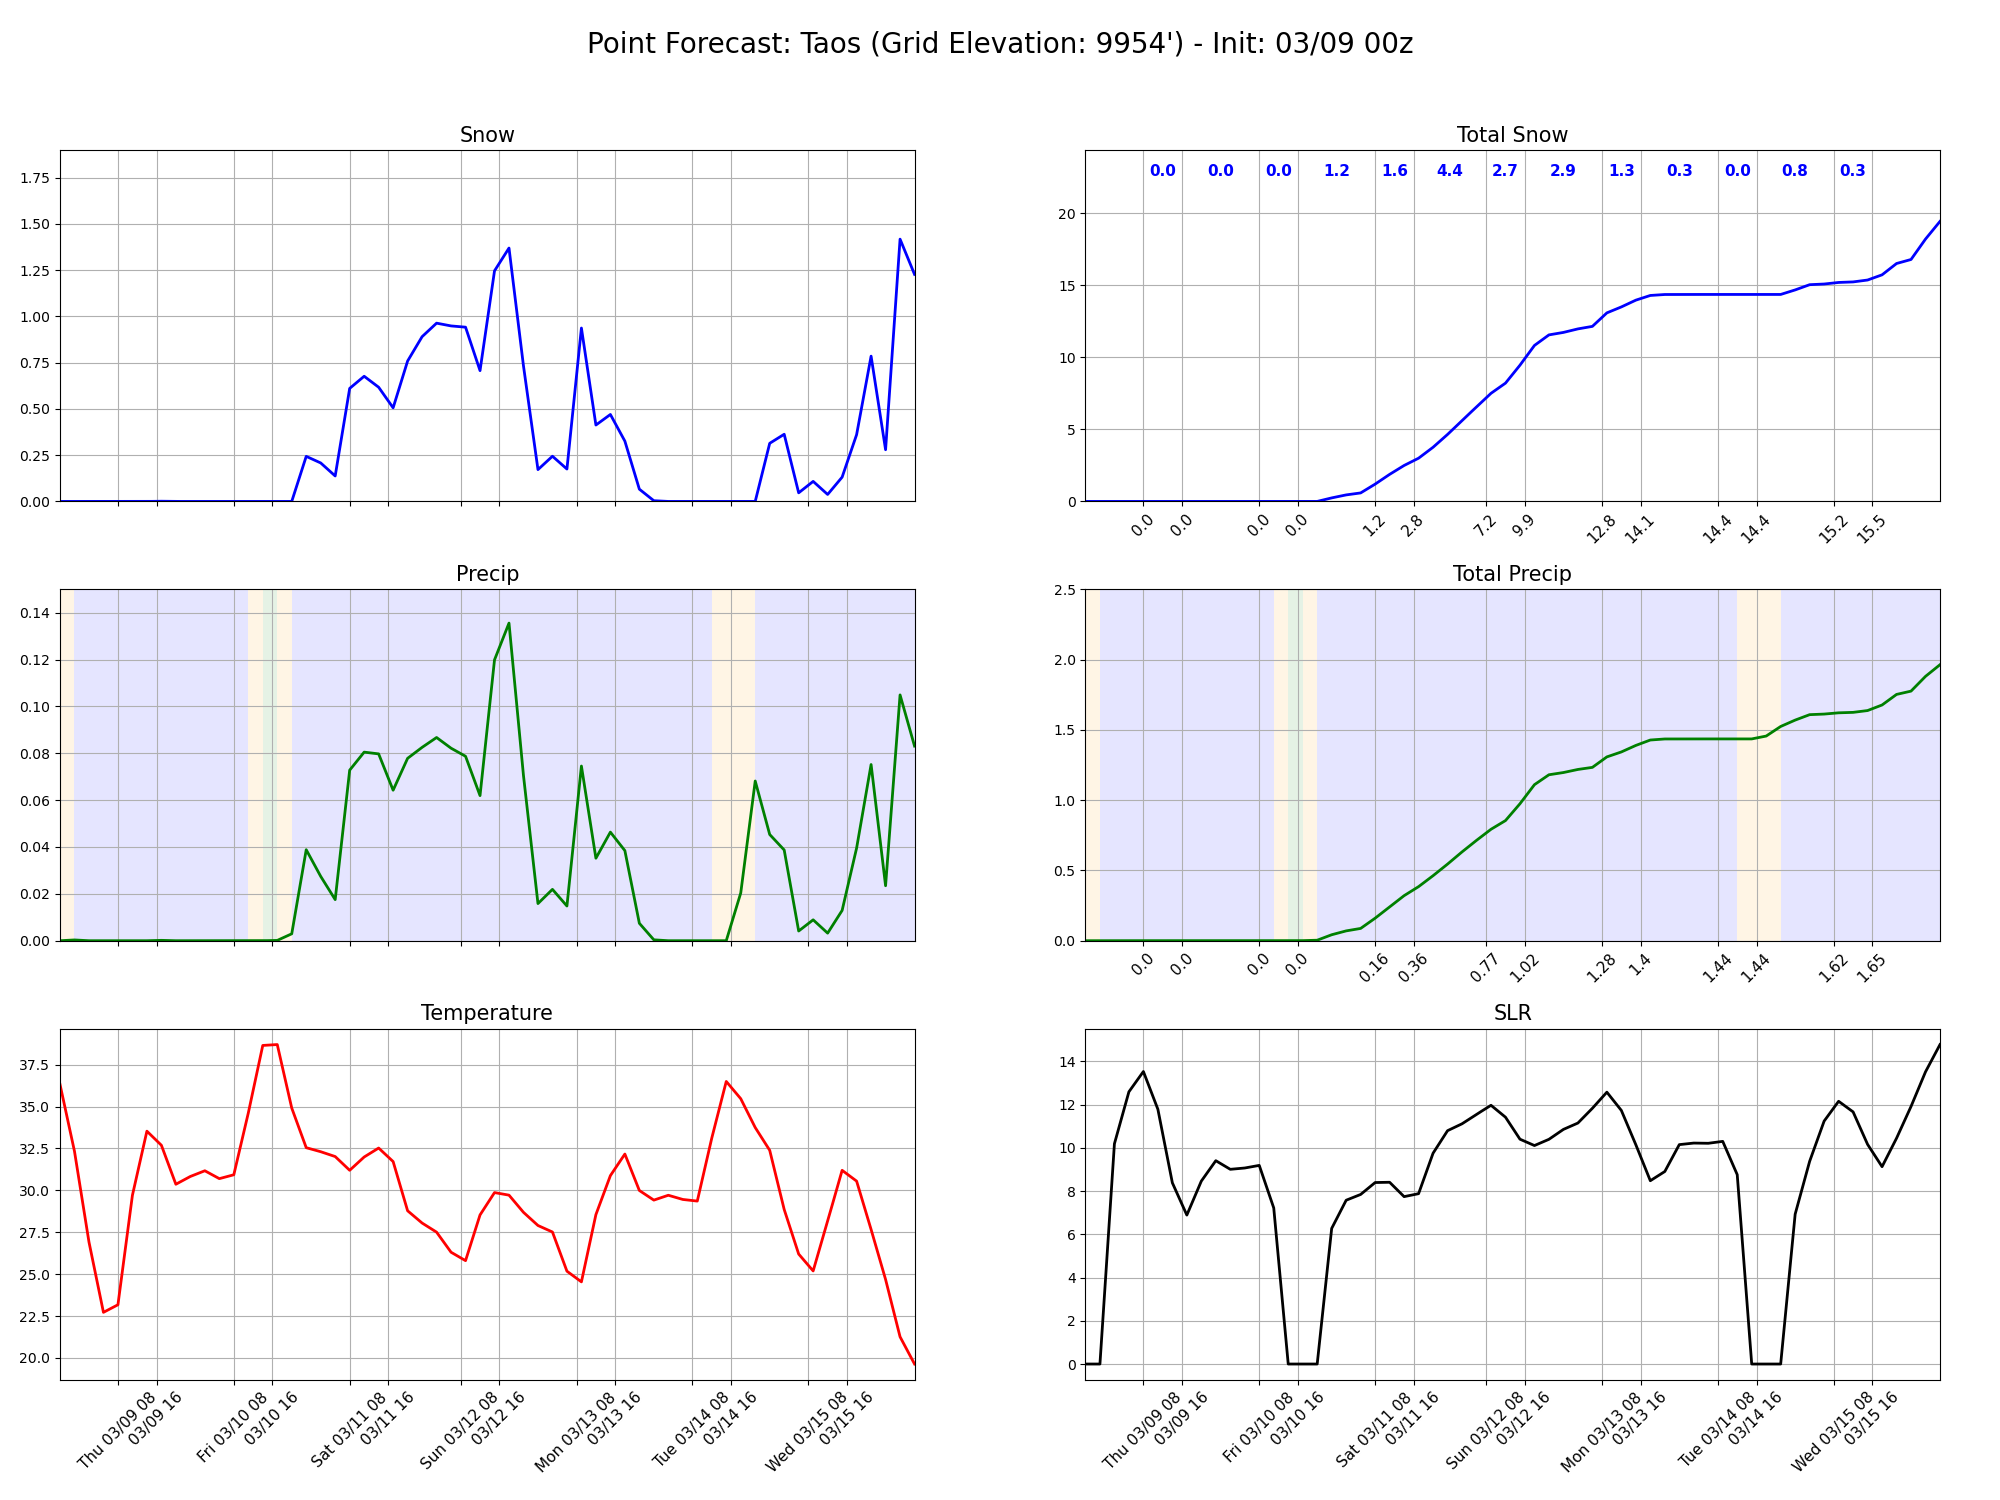 Point Forecast: Taos (Grid Elevation: 9954') - Init: 03/09 00z
Snow
1.75
1.50
1.25
1.00
0.75
0.50
0.25
0.00
Total Snow
0.0 0.0 0.0 1.2 1.6 4.4 2.7 2.9 1.3 0.3 0.0 0.8 0.3
20
15
10
5
0
0.0 0.0 0.0 0.0 1.2 2.8 7.2 9.9 12.8 14.1 14.4 14.4 15.2 15.5
Precip
0.14
0.12
0.10
0.08
0.06
0.04
0.02
0.00
Total Precip
2.5
2.0
1.5
1.0
0.5
0.0
0.0 0.0 0.0 0.0 0.16 0.36 0.77 1.02 1.28 1.4 1.44 1.44 1.62 1.65
Temperature
37.5
35.0
32.5
30.0
27.5
25.0
22.5
20.0
Thu 03/09 08
03/09 16
Fri 03/10 08
03/10 16
Sat 03/11 08
03/11 16
Sun 03/12 08
03/12 16
Mon 03/13 08
03/13 16
Tue 03/14 08
03/14 16
Wed 03/15 08
03/15 16
SLR
14
12
10
8
6
4
2
0
Thu 03/09 08
03/09 16
Fri 03/10 08
03/10 16
Sat 03/11 08
03/11 16
Sun 03/12 08
03/12 16
Mon 03/13 08
03/13 16
Tue 03/14 08
03/14 16
Wed 03/15 08
03/15 16